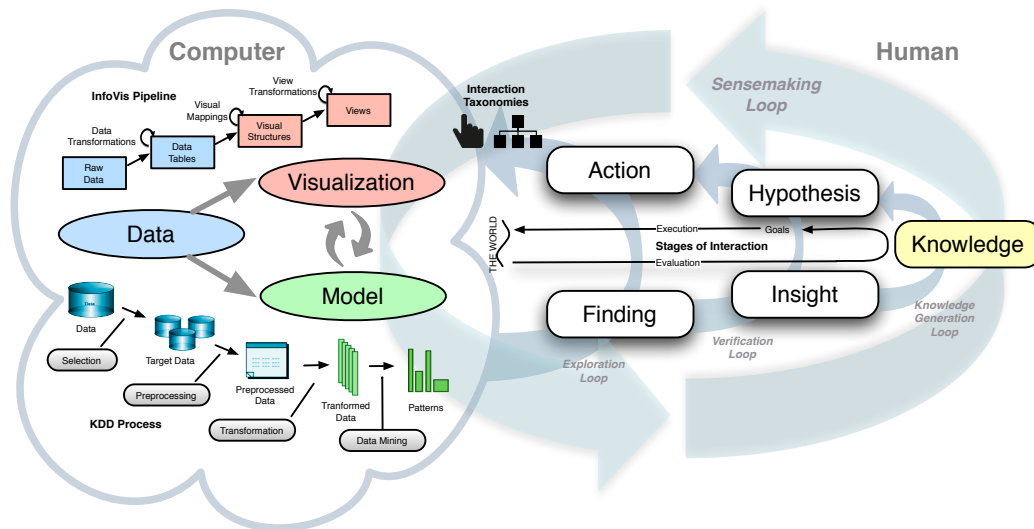 Computer
Human
InfoVis Pipeline
View
Transformations
Visual
Mappings
Data
Transformations
Raw
Data
Data
Tables
Visual
Structures
Views
Interaction
Taxonomies
Sensemaking
Loop
Visualization
Data
Model
Action
Hypothesis
Knowledge
THE WORLD
Execution
Goals
Stages of Interaction
Evaluation
Finding
Insight
Exploration
Loop
Verification
Loop
Knowledge
Generation
Loop
Data
Data
Selection
Target Data
Preprocessing
Preprocessed
Data
Transformation
Tranformed
Data
Data Mining
Patterns
KDD Process